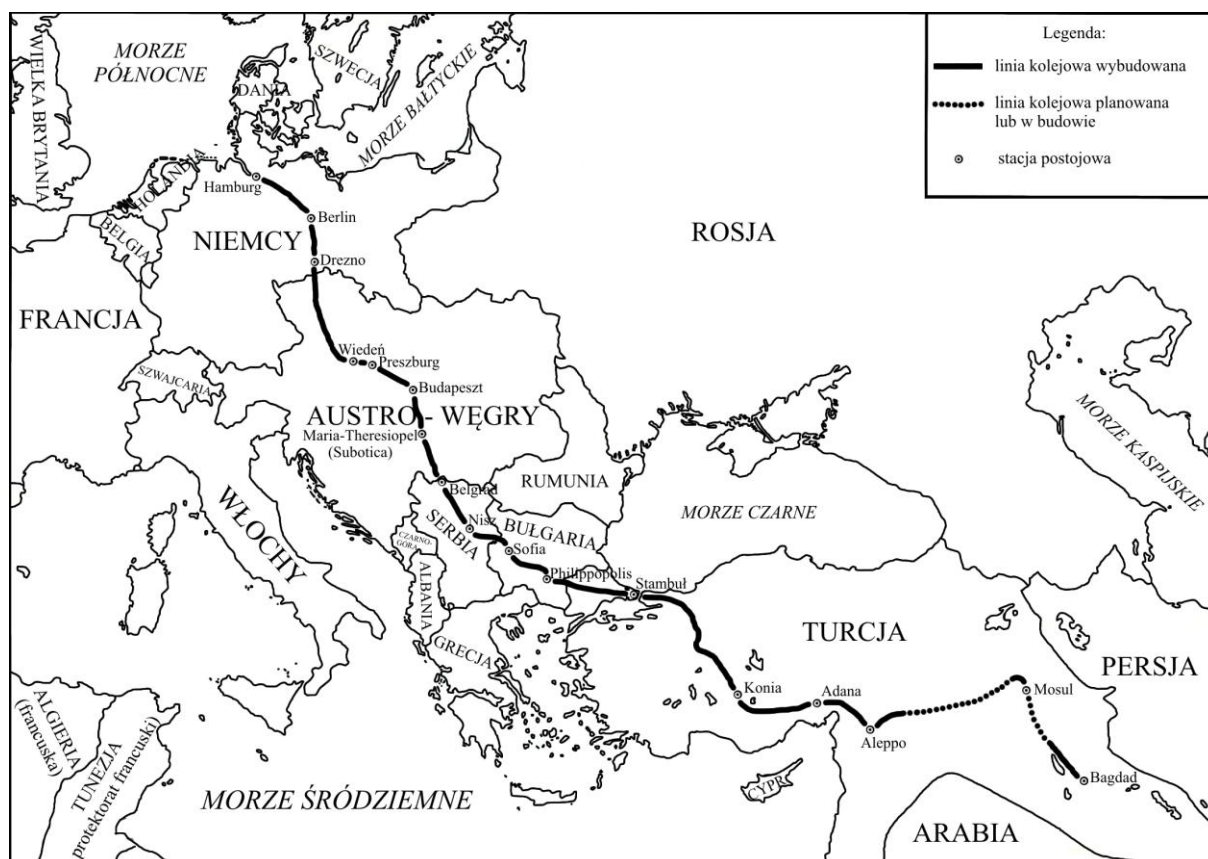 Legenda:
linia kolejowa wybudowana
linia kolejowa planowana
lub w budowie
stacja postojowa
MORZE
PÓŁNOCNE
WIELKA BRYTANIA
SZWECJA
DANIA
MORZE BAŁTYCKIE
HOLANDIA
Hamburg
BELGIA
Berlin
NIEMCY
ROSJA
Drezno
FRANCJA
Wiedeń
Preszburg
SZWAJCARIA
Budapeszt
AUSTRO - WĘGRY
Maria-Theresiopel
(Subotica)
MORZE KASPIJSKIE
Belgrad
RUMUNIA
WŁOCHY
SERBIA
Nisz
BUŁGARIA
MORZE CZARNE
CZARNO-
GÓRA
Sofia
Philippopolis
Stambuł
ALBANIA
GRECJA
TURCJA
PERSJA
Konia
Adana
Mosul
Aleppo
ALGIERIA
(francuska)
TUNEZJA
protektorat francuski)
Bagdad
CYPR
MORZE ŚRÓDZIEMNE
ARABIA